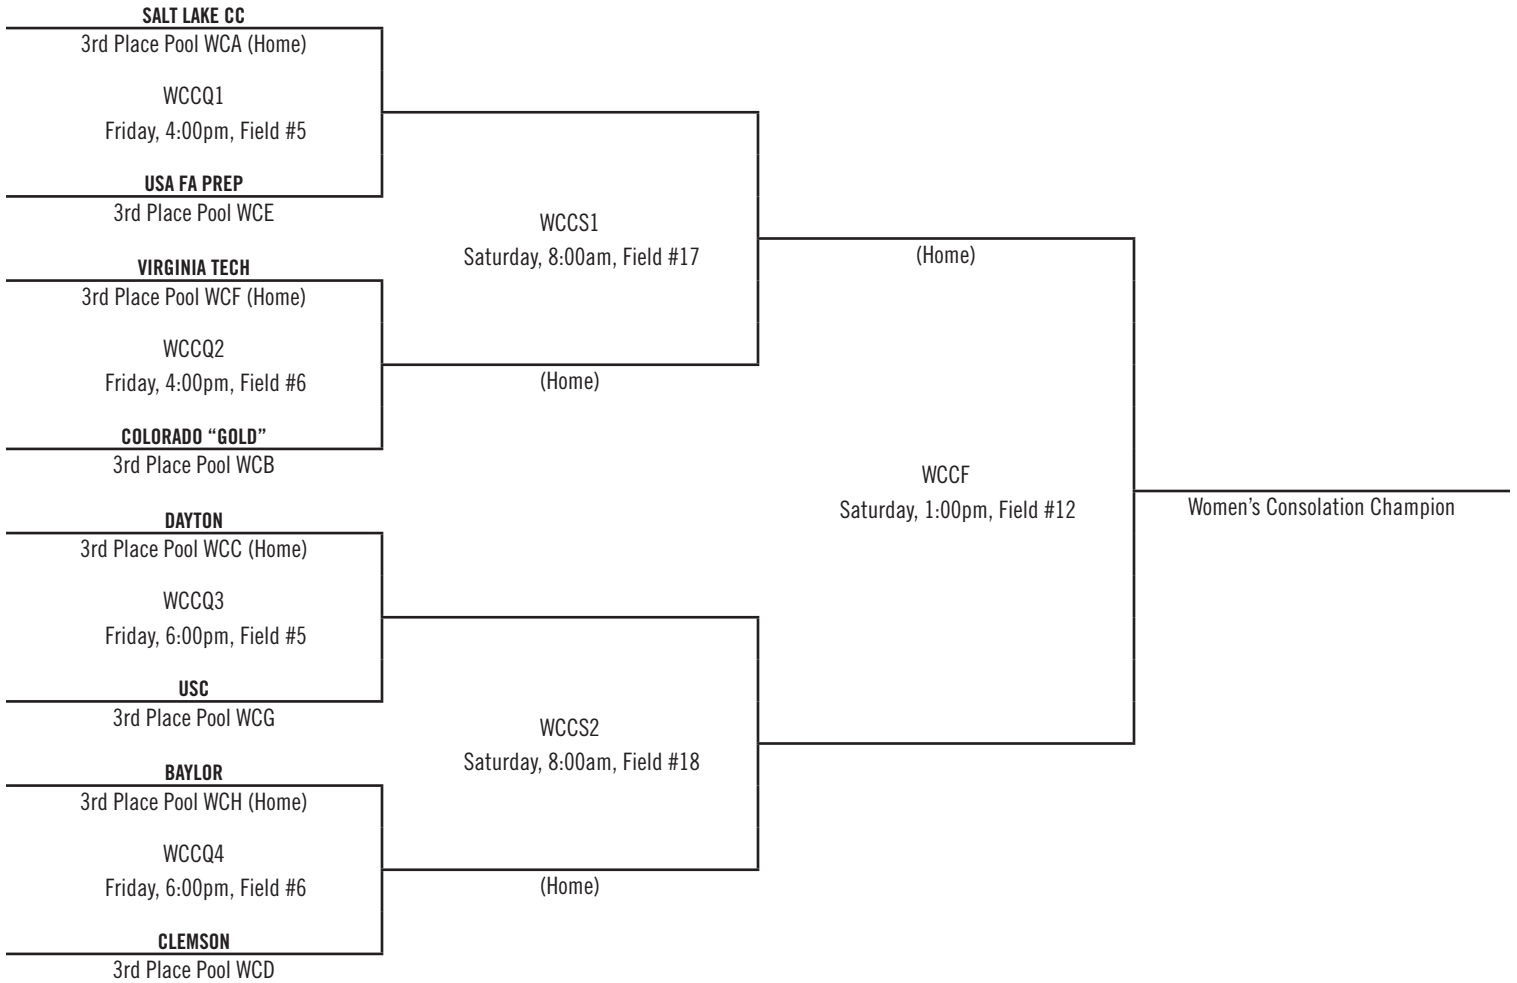 SALT LAKE CC
3rd Place Pool WCA (Home)
WCCQ1
Friday, 4:00pm, Field #5
USA FA PREP
3rd Place Pool WCE
VIRGINIA TECH
3rd Place Pool WCF (Home)
WCCQ2
Friday, 4:00pm, Field #6
COLORADO “GOLD”
3rd Place Pool WCB
DAYTON
3rd Place Pool WCC (Home)
WCCQ3
Friday, 6:00pm, Field #5
USC
3rd Place Pool WCG
BAYLOR
3rd Place Pool WCH (Home)
WCCQ4
Friday, 6:00pm, Field #6
CLEMSON
3rd Place Pool WCD
WCCS1
Saturday, 8:00am, Field #17
(Home)
WCCS2
Saturday, 8:00am, Field #18
(Home)
(Home)
WCCF
Saturday, 1:00pm, Field #12
Women’s Consolation Champion